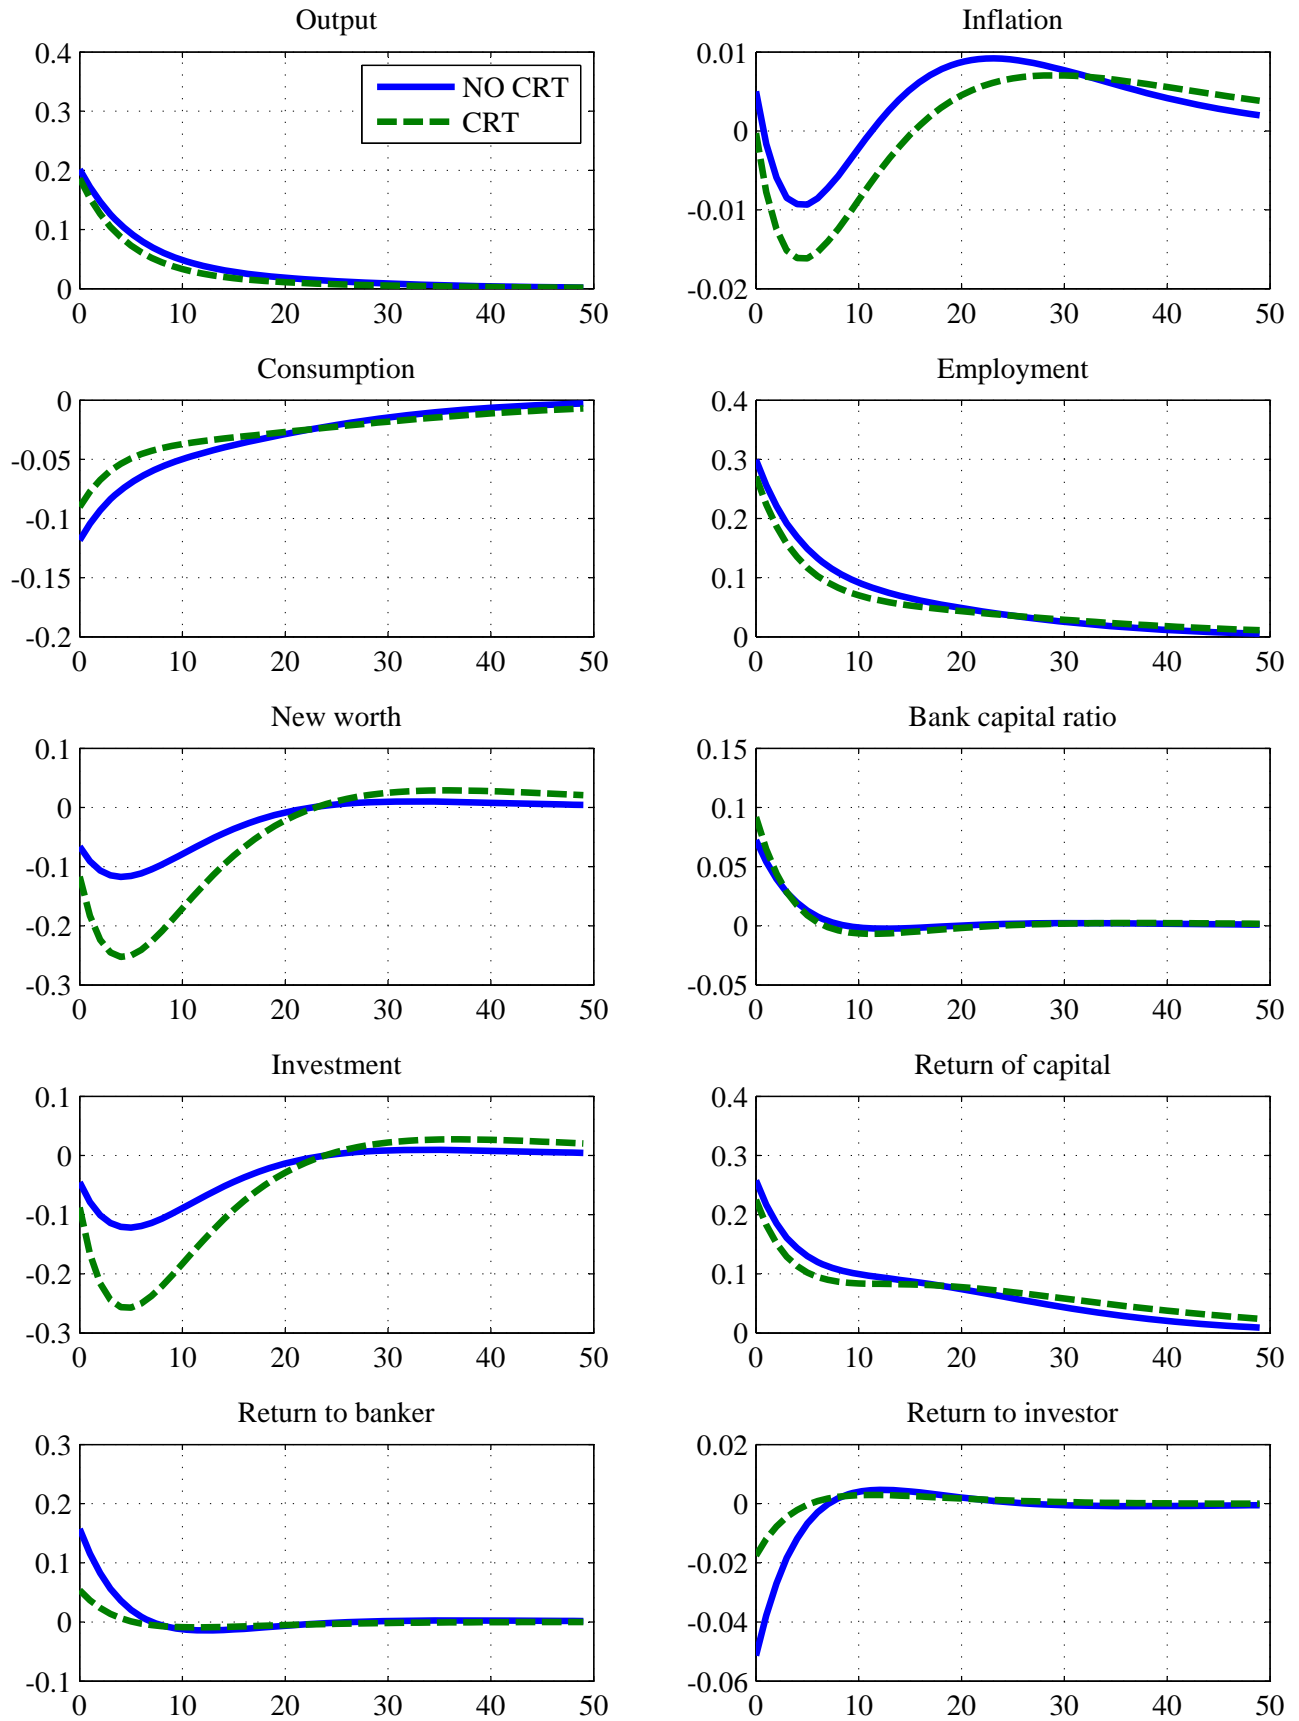 Output
0.4
0.3
0.2
0.1
0
0 10 20 30 40 50
NO CRT
CRT
Inflation
0.01
0
-0.01
-0.02
0 10 20 30 40 50
Consumption
0
-0.05
-0.1
-0.15
-0.2
0 10 20 30 40 50
Employment
0.4
0.3
0.2
0.1
0
0 10 20 30 40 50
New worth
0.1
0
-0.1
-0.2
-0.3
0 10 20 30 40 50
Bank capital ratio
0.15
0.1
0.05
0
-0.05
0 10 20 30 40 50
Investment
0.1
0
-0.1
-0.2
-0.3
0 10 20 30 40 50
Return of capital
0.4
0.3
0.2
0.1
0
0 10 20 30 40 50
Return to banker
0.3
0.2
0.1
0
-0.1
0 10 20 30 40 50
Return to investor
0.02
0
-0.02
-0.04
-0.06
0 10 20 30 40 50